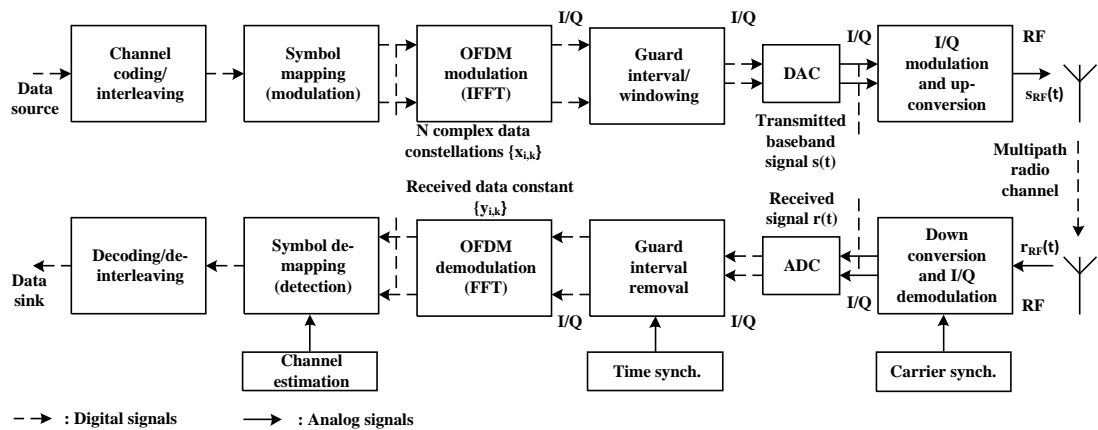 I/Q
I/Q
Channel
coding/
interleaving
Symbol
mapping
(modulation)
OFDM
modulation
(IFFT)
Guard
interval/
windowing
DAC
I/Q
I/Q
modulation
and up-
conversion
RF
Data
source
s_RF(t)
N complex data
constellations {x_i,k}
Transmitted
baseband
signal s(t)
Multipath
radio
channel
Received data constant
{y_i,k}
Received
signal r(t)
Decoding/de-
interleaving
Symbol de-
mapping
(detection)
OFDM
demodulation
(FFT)
Guard
interval
removal
ADC
Down
conversion
and I/Q
demodulation
r_RF(t)
Data
sink
I/Q
I/Q
I/Q
RF
Channel
estimation
Time synch.
Carrier synch.
: Digital signals
: Analog signals